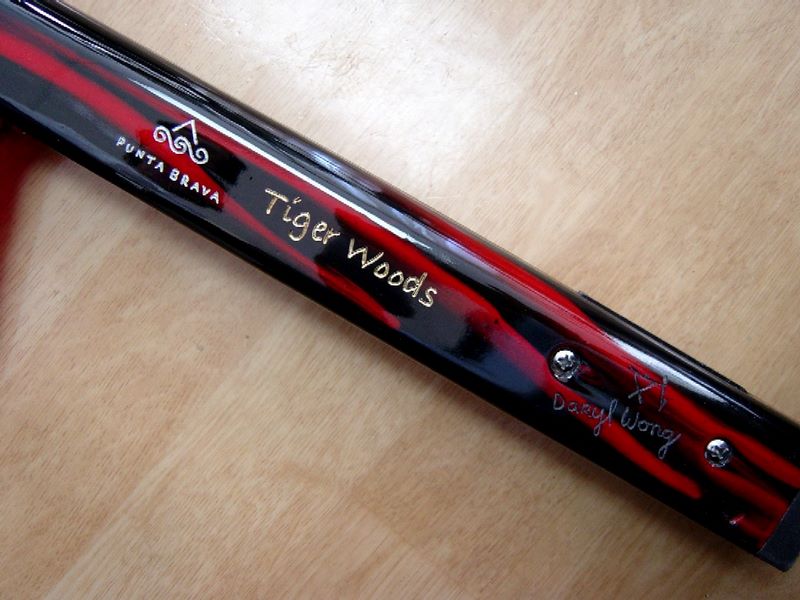 PUNTA BRAVA
Tiger Woods
Daryl Wong